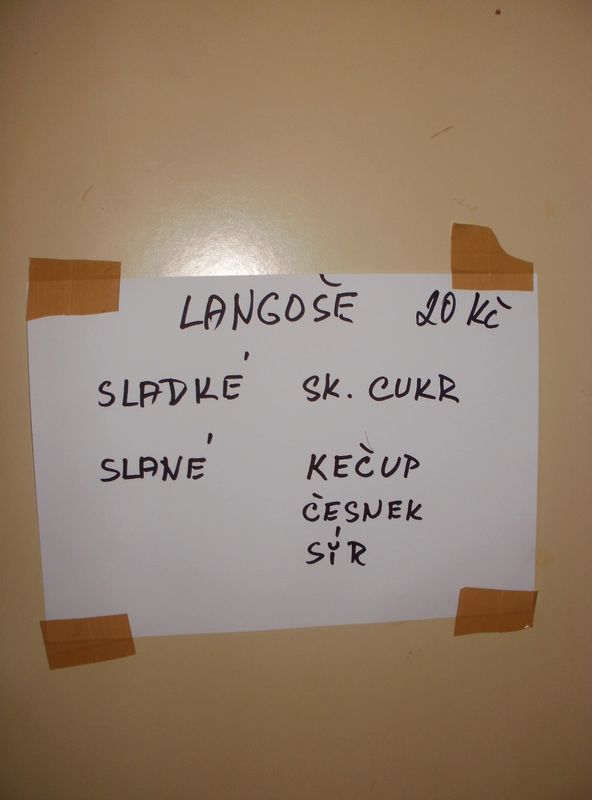 LANGOŠE 20 Kč
SLADKÉ SK. CUKR
SLANÉ KEČUP
ČESNEK
SÝR